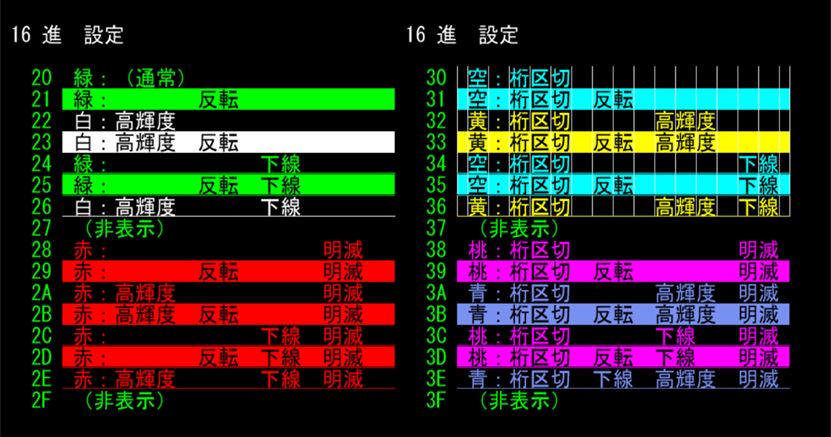 16 進　設定
20 緑：（通常）
21 緑：　反転
22 白：高輝度
23 白：高輝度　反転
24 緑：　下線
25 緑：　反転　下線
26 白：高輝度　下線
27 （非表示）
28 赤：　明滅
29 赤：　反転　明滅
2A 赤：高輝度　明滅
2B 赤：高輝度　反転　明滅
2C 赤：　下線　明滅
2D 赤：　反転　下線　明滅
2E 赤：高輝度　下線　明滅
2F （非表示）
16 進　設定
30 空：桁区切
31 空：桁区切　反転
32 黄：桁区切　高輝度
33 黄：桁区切　反転　高輝度
34 空：桁区切　下線
35 空：桁区切　反転　下線
36 黄：桁区切　高輝度　下線
37 （非表示）
38 桃：桁区切　明滅
39 桃：桁区切　反転　明滅
3A 青：桁区切　高輝度　明滅
3B 青：桁区切　反転　高輝度　明滅
3C 桃：桁区切　下線　明滅
3D 桃：桁区切　反転　下線　明滅
3E 青：桁区切　下線　高輝度　明滅
3F （非表示）